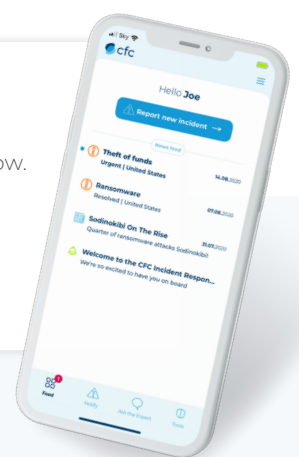 Sky
cfc
ow.
Hello Joe
Report new incident →
News feed
Theft of funds
14.08.2020
Urgent | United States
Ransomware
07.08.2020
Resolved | United States
Sodinokibi On The Rise
31.07.2020
Quarter of ransomware attacks Sodinokibi!
Welcome to the CFC Incident Respon...
We're so excited to have you on board
1
Feed
Notify
Ask the Expert
Tools